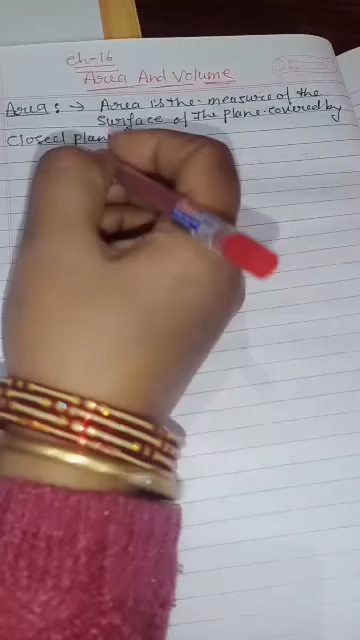 ch-16
Area And Volume
Area :→ Area is the measure of the
surface of the plane covered by
closed plan